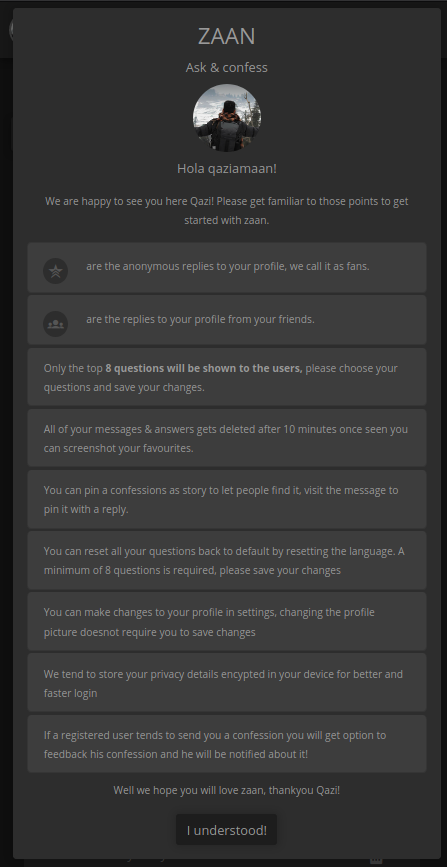 ZAAN
Ask & confess
Hola qaziamaan!
We are happy to see you here Qazi! Please get familiar to those points to get
started with zaan.
are the anonymous replies to your profile, we call it as fans.
are the replies to your profile from your friends.
Only the top 8 questions will be shown to the users, please choose your
questions and save your changes.
All of your messages & answers gets deleted after 10 minutes once seen you
can screenshot your favourites.
You can pin a confessions as story to let people find it, visit the message to
pin it with a reply.
You can reset all your questions back to default by resetting the language. A
minimum of 8 questions is required, please save your changes
You can make changes to your profile in settings, changing the profile
picture doesnot require you to save changes
We tend to store your privacy details encypted in your device for better and
faster login
If a registered user tends to send you a confession you will get option to
feedback his confession and he will be notified about it!
Well we hope you will love zaan, thankyou Qazi!
I understood!